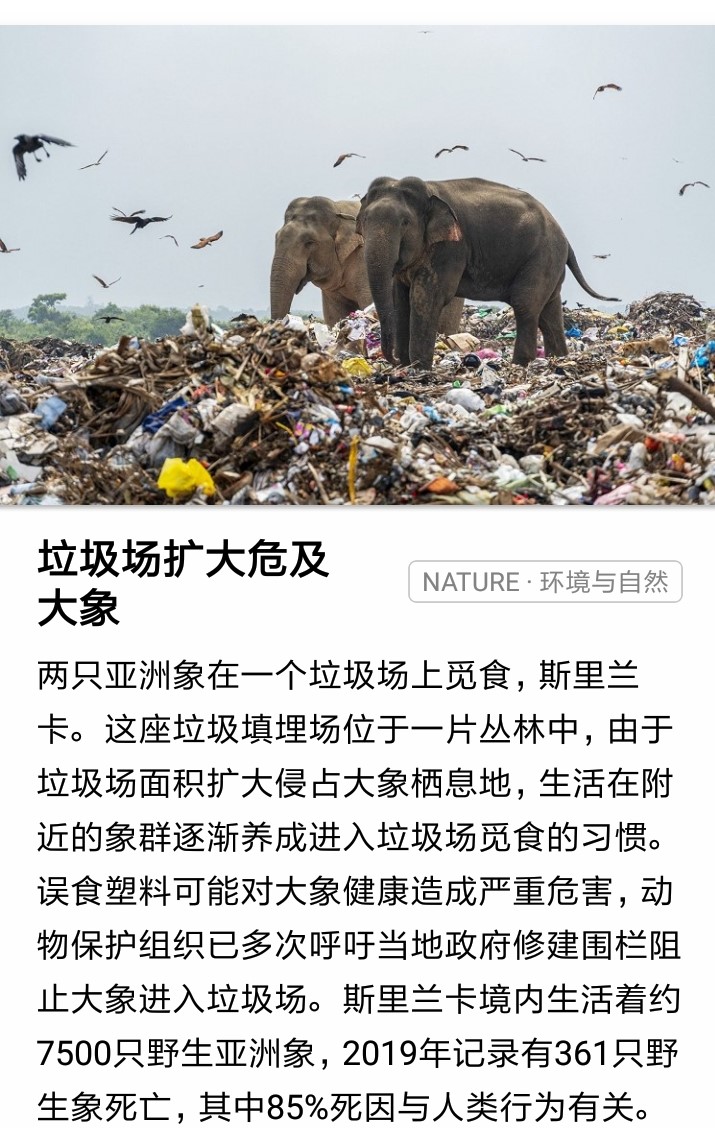 垃圾场扩大危及
大象
NATURE · 环境与自然
两只亚洲象在一个垃圾场上觅食，斯里兰
卡。这座垃圾填埋场位于一片丛林中，由于
垃圾场面积扩大侵占大象栖息地，生活在附
近的象群逐渐养成进入垃圾场觅食的习惯。
误食塑料可能对大象健康造成严重危害，动
物保护组织已多次呼吁当地政府修建围栏阻
止大象进入垃圾场。斯里兰卡境内生活着约
7500只野生亚洲象，2019年记录有361只野
生象死亡，其中85%死因与人类行为有关。